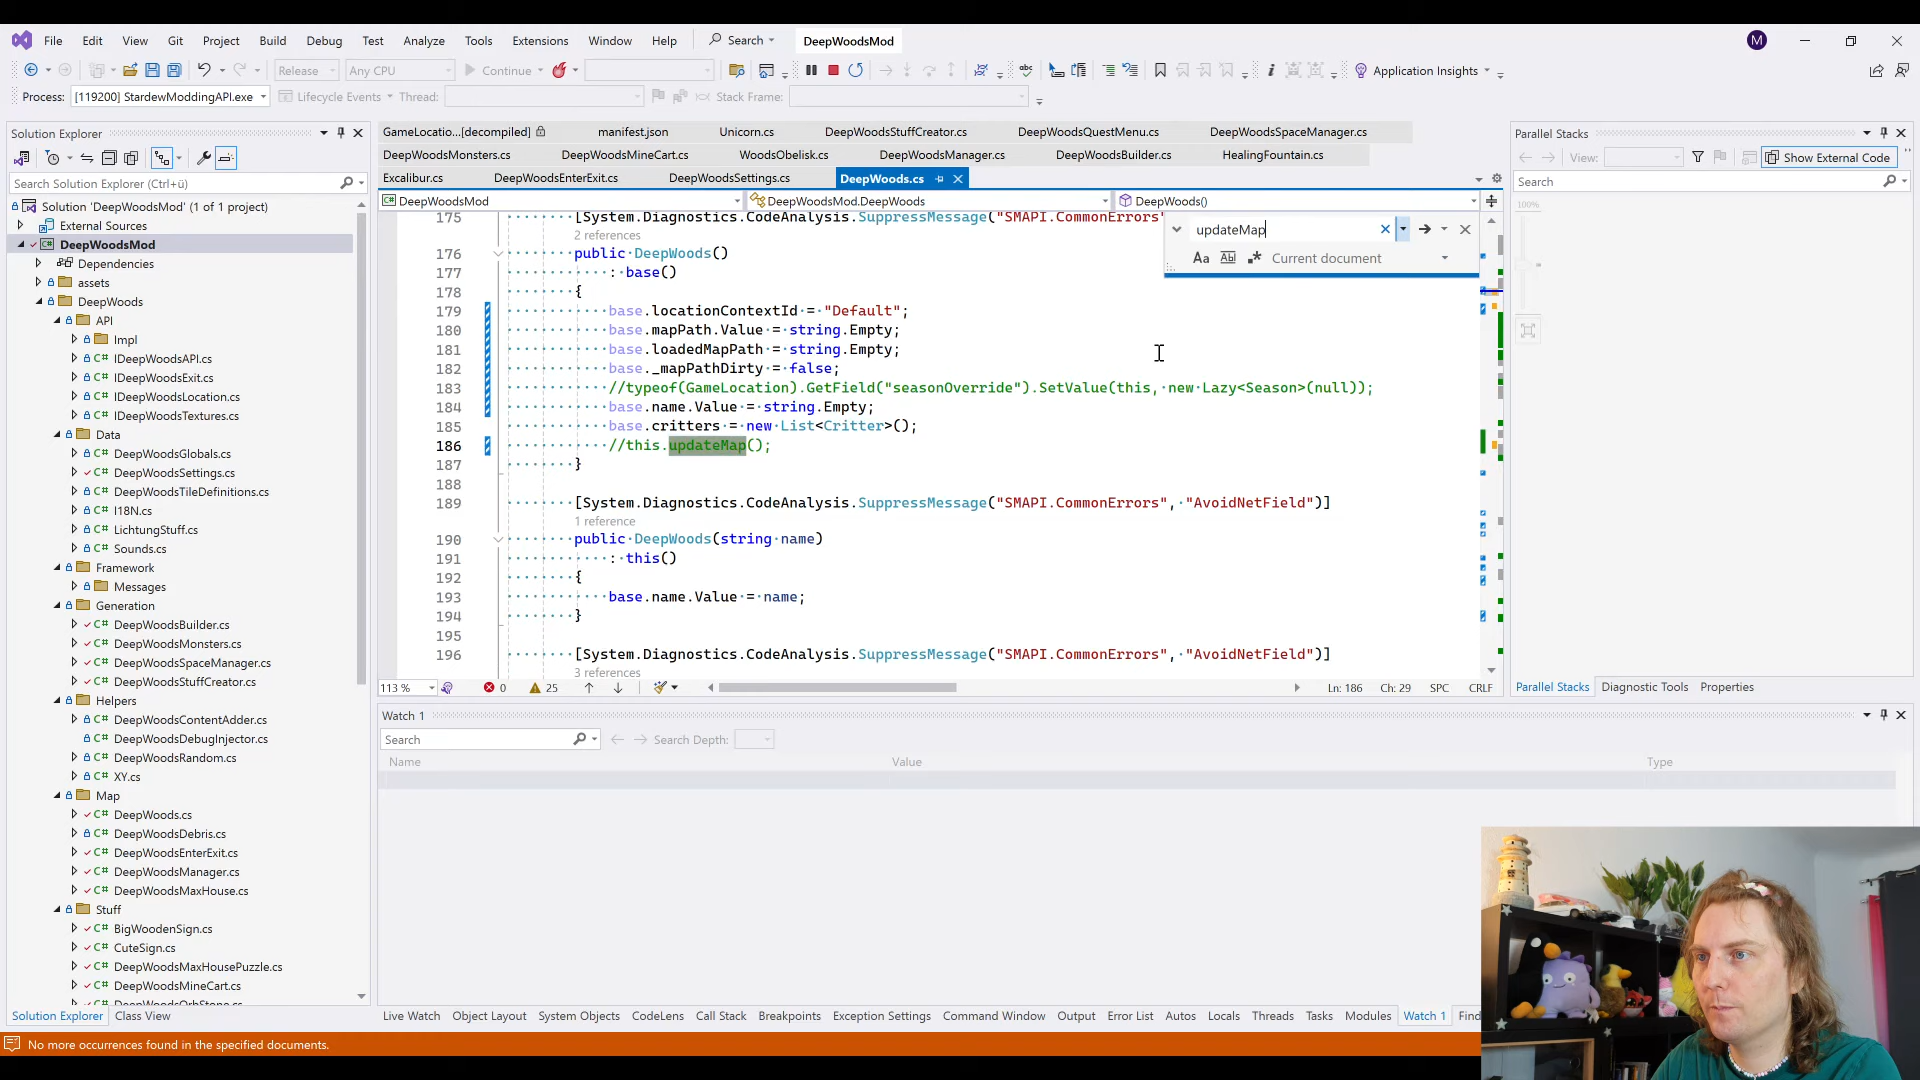 File Edit View Git Project Build Debug Test Analyze Tools Extensions Window Help Search DeepWoodsMod M
Release Any CPU Continue Application Insights
Process: [119200] StardewModdingAPI.exe Lifecycle Events Thread: Stack Frame:
Solution Explorer
Search Solution Explorer (Ctrl+ü)
Solution 'DeepWoodsMod' (1 of 1 project)
External Sources
DeepWoodsMod
Dependencies
assets
DeepWoods
API
Impl
IDeepWoodsAPI.cs
IDeepWoodsExit.cs
IDeepWoodsLocation.cs
IDeepWoodsTextures.cs
Data
DeepWoodsGlobals.cs
DeepWoodsSettings.cs
DeepWoodsTileDefinitions.cs
I18N.cs
LichtungStuff.cs
Sounds.cs
Framework
Messages
Generation
DeepWoodsBuilder.cs
DeepWoodsMonsters.cs
DeepWoodsSpaceManager.cs
DeepWoodsStuffCreator.cs
Helpers
DeepWoodsContentAdder.cs
DeepWoodsDebugInjector.cs
DeepWoodsRandom.cs
XY.cs
Map
DeepWoods.cs
DeepWoodsDebris.cs
DeepWoodsEnterExit.cs
DeepWoodsManager.cs
DeepWoodsMaxHouse.cs
Stuff
BigWoodenSign.cs
CuteSign.cs
DeepWoodsMaxHousePuzzle.cs
DeepWoodsMineCart.cs
DeepWoodsOrbStone.cs
Solution Explorer Class View
GameLocatio...[decompiled] manifest.json Unicorn.cs DeepWoodsStuffCreator.cs DeepWoodsQuestMenu.cs DeepWoodsSpaceManager.cs
DeepWoodsMonsters.cs DeepWoodsMineCart.cs WoodsObelisk.cs DeepWoodsManager.cs DeepWoodsBuilder.cs HealingFountain.cs
Excalibur.cs DeepWoodsEnterExit.cs DeepWoodsSettings.cs DeepWoods.cs
DeepWoodsMod DeepWoodsMod.DeepWoods DeepWoods()
updateMap
Aa Ab Current document
175 [System.Diagnostics.CodeAnalysis.SuppressMessage("SMAPI.CommonErrors"
2 references
176 public DeepWoods()
177 : base()
178 {
179 base.locationContextId = "Default";
180 base.mapPath.Value = string.Empty;
181 base.loadedMapPath = string.Empty;
182 base._mapPathDirty = false;
183 //typeof(GameLocation).GetField("seasonOverride").SetValue(this, new Lazy<Season>(null));
184 base.name.Value = string.Empty;
185 base.critters = new List<Critter>();
186 //this.updateMap();
187 }
188
189 [System.Diagnostics.CodeAnalysis.SuppressMessage("SMAPI.CommonErrors", "AvoidNetField")]
1 reference
190 public DeepWoods(string name)
191 : this()
192 {
193 base.name.Value = name;
194 }
195
196 [System.Diagnostics.CodeAnalysis.SuppressMessage("SMAPI.CommonErrors", "AvoidNetField")]
3 references
113 % 0 25 Ln: 186 Ch: 29 SPC CRLF
Watch 1
Search Search Depth:
Name Value Type
Live Watch Object Layout System Objects CodeLens Call Stack Breakpoints Exception Settings Command Window Output Error List Autos Locals Threads Tasks Modules Watch 1 Find
Parallel Stacks
View: Show External Code
Search
100%
Parallel Stacks Diagnostic Tools Properties
No more occurrences found in the specified documents.